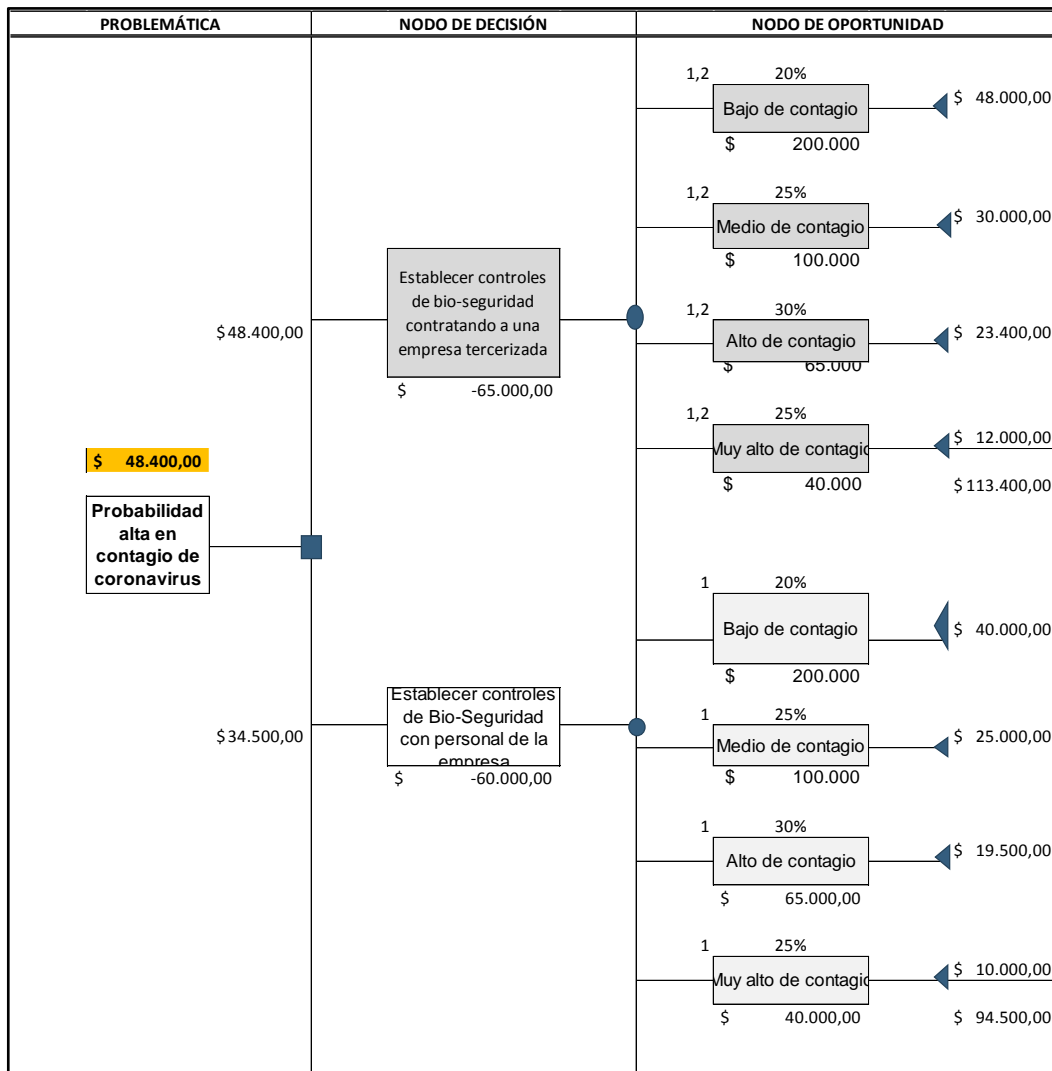 PROBLEMÁTICA
NODO DE DECISIÓN
NODO DE OPORTUNIDAD
1,2 20%
Bajo de contagio
$ 200.000
$ 48.000,00
1,2 25%
Medio de contagio
$ 100.000
$ 30.000,00
1,2 30%
Alto de contagio
$ 65.000
$ 23.400,00
1,2 25%
Muy alto de contagio
$ 40.000
$ 12.000,00
$ 113.400,00
Establecer controles
de bio-seguridad
contratando a una
empresa tercerizada
$ -65.000,00
$ 48.400,00
$ 48.400,00
Probabilidad
alta en
contagio de
coronavirus
1 20%
Bajo de contagio
$ 200.000
$ 40.000,00
Establecer controles
de Bio-Seguridad
con personal de la
empresa
$ -60.000,00
$ 34.500,00
1 25%
Medio de contagio
$ 100.000
$ 25.000,00
1 30%
Alto de contagio
$ 65.000,00
$ 19.500,00
1 25%
Muy alto de contagio
$ 40.000,00
$ 10.000,00
$ 94.500,00